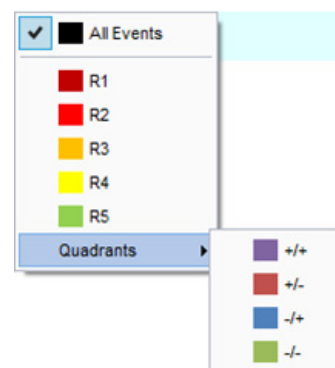 All Events
R1
R2
R3
R4
R5
Quadrants
+/+
+/-
-/+
-/-